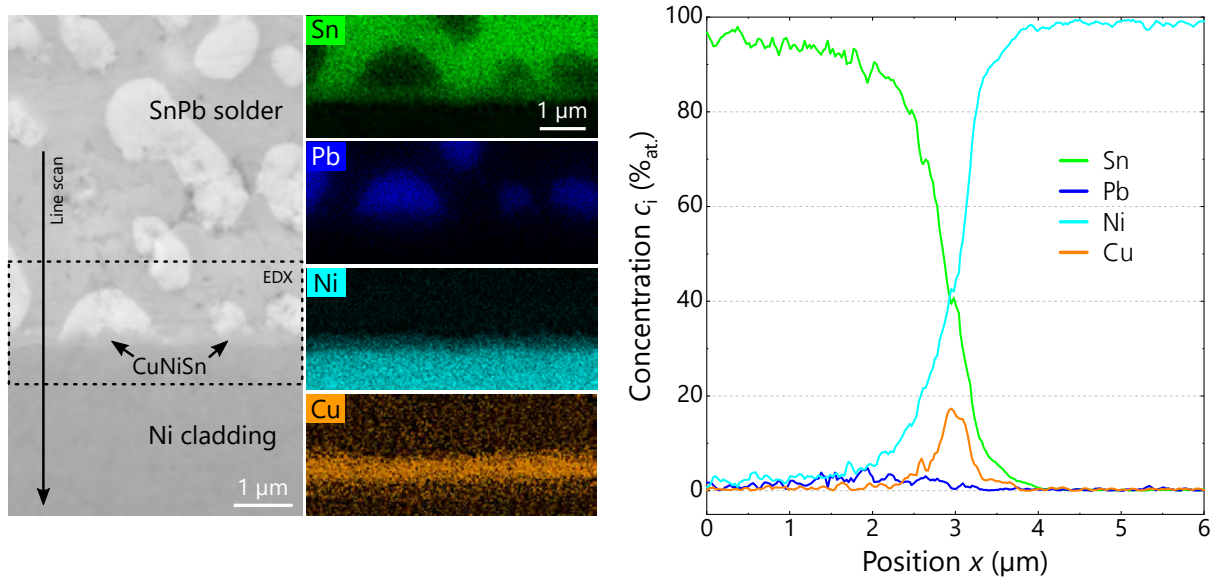 SnPb solder
Line scan
EDX
CuNiSn
Ni cladding
1 µm
Sn
1 µm
Pb
Ni
Cu
Concentration cᵢ (%at.)
100
80
60
40
20
0
Sn
Pb
Ni
Cu
0 1 2 3 4 5 6
Position x (µm)